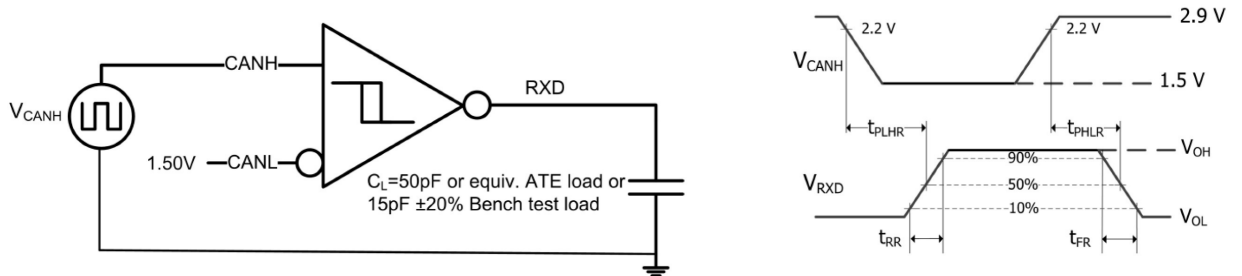 CANH
V_CANH
RXD
1.50V
CANL
C_L=50pF or equiv. ATE load or
15pF ±20% Bench test load
2.9 V
2.2 V
2.2 V
V_CANH
1.5 V
t_PLHR
t_PHLR
V_OH
90%
V_RXD
50%
10%
V_OL
t_RR
t_FR